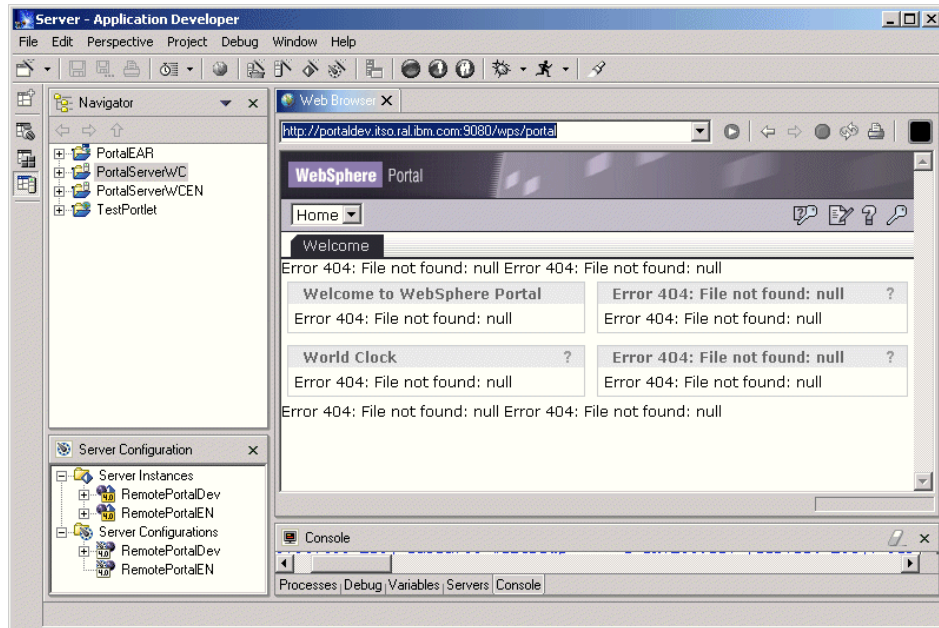 Server - Application Developer
File Edit Perspective Project Debug Window Help
Navigator
PortalEAR
PortalServerWC
PortalServerWCEN
TestPortlet
Web Browser
http://portaldev.itso.ral.ibm.com:9080/wps/portal
WebSphere Portal
Home
Welcome
Error 404: File not found: null Error 404: File not found: null
Welcome to WebSphere Portal
Error 404: File not found: null
Error 404: File not found: null ?
Error 404: File not found: null
World Clock ?
Error 404: File not found: null
Error 404: File not found: null ?
Error 404: File not found: null
Error 404: File not found: null Error 404: File not found: null
Server Configuration
Server Instances
RemotePortalDev
RemotePortalEN
Server Configurations
RemotePortalDev
RemotePortalEN
Console
Processes Debug Variables Servers Console